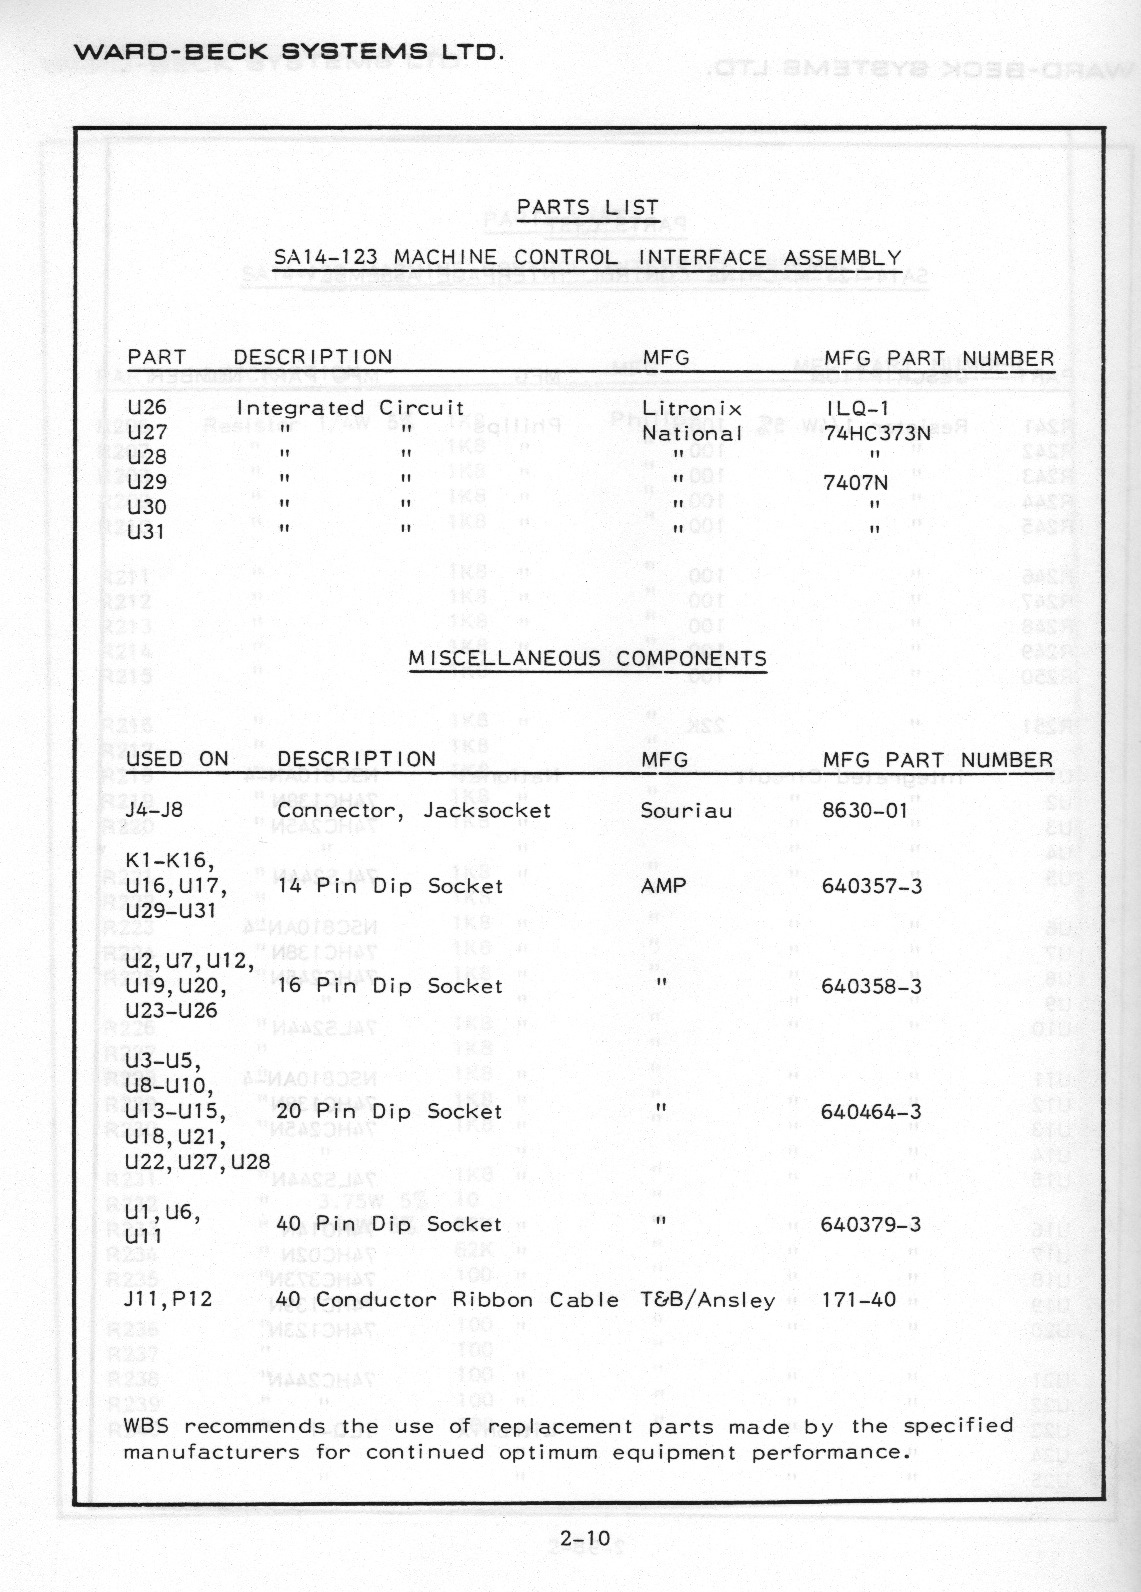 WARD-BECK SYSTEMS LTD.
PARTS LIST
SA14-123 MACHINE CONTROL INTERFACE ASSEMBLY
PART DESCRIPTION MFG MFG PART NUMBER
U26 Integrated Circuit Litronix ILQ-1
U27 " " National 74HC373N
U28 " " " "
U29 " " " 7407N
U30 " " " "
U31 " " " "
MISCELLANEOUS COMPONENTS
USED ON DESCRIPTION MFG MFG PART NUMBER
J4-J8 Connector, Jacksocket Souriau 8630-01
K1-K16,
U16,U17, 14 Pin Dip Socket AMP 640357-3
U29-U31
U2,U7,U12,
U19,U20, 16 Pin Dip Socket " 640358-3
U23-U26
U3-U5,
U8-U10,
U13-U15, 20 Pin Dip Socket " 640464-3
U18,U21,
U22,U27,U28
U1,U6,
U11 40 Pin Dip Socket " 640379-3
J11,P12 40 Conductor Ribbon Cable T&B/Ansley 171-40
WBS recommends the use of replacement parts made by the specified
manufacturers for continued optimum equipment performance.
2-10